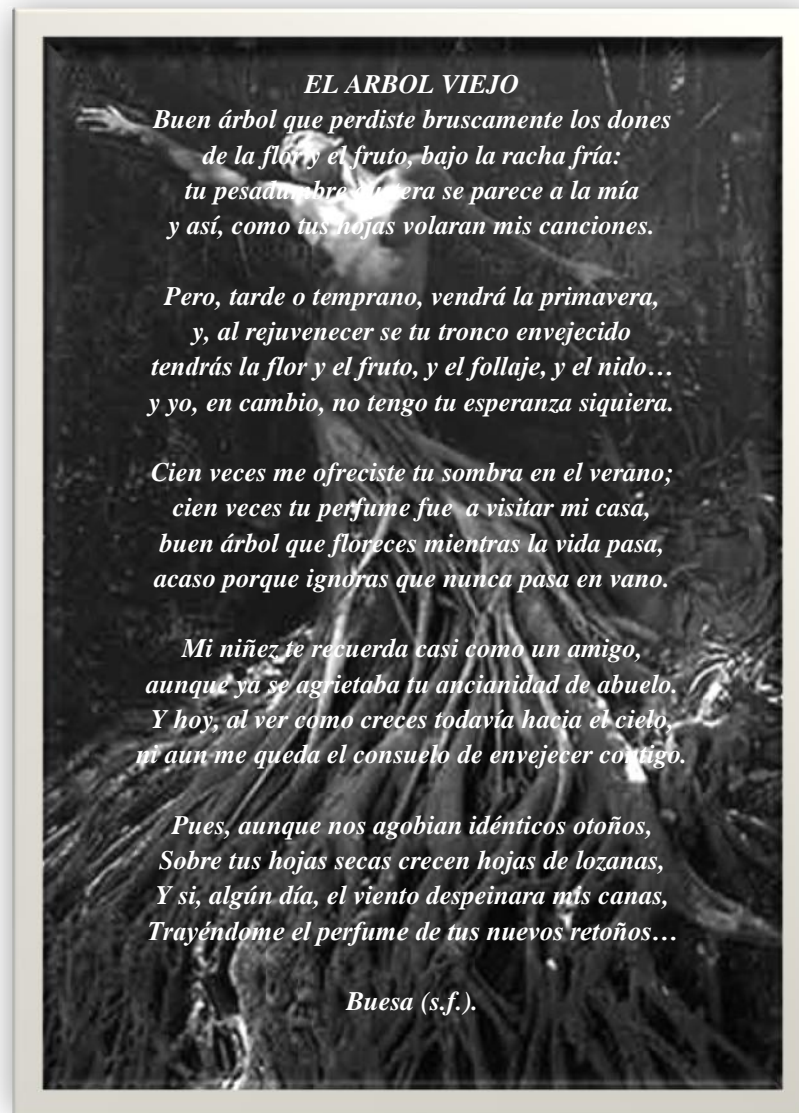 EL ARBOL VIEJO
Buen árbol que perdiste bruscamente los dones
de la flor y el fruto, bajo la racha fría:
tu pesadumbre austera se parece a la mía
y así, como tus hojas volaran mis canciones.
Pero, tarde o temprano, vendrá la primavera,
y, al rejuvenecer se tu tronco envejecido
tendrás la flor y el fruto, y el follaje, y el nido…
y yo, en cambio, no tengo tu esperanza siquiera.
Cien veces me ofreciste tu sombra en el verano;
cien veces tu perfume fue a visitar mi casa,
buen árbol que floreces mientras la vida pasa,
acaso porque ignoras que nunca pasa en vano.
Mi niñez te recuerda casi como un amigo,
aunque ya se agrietaba tu ancianidad de abuelo.
Y hoy, al ver como creces todavía hacia el cielo,
ni aun me queda el consuelo de envejecer contigo.
Pues, aunque nos agobian idénticos otoños,
Sobre tus hojas secas crecen hojas de lozanas,
Y si, algún día, el viento despeinara mis canas,
Trayéndome el perfume de tus nuevos retoños…
Buesa (s.f.).